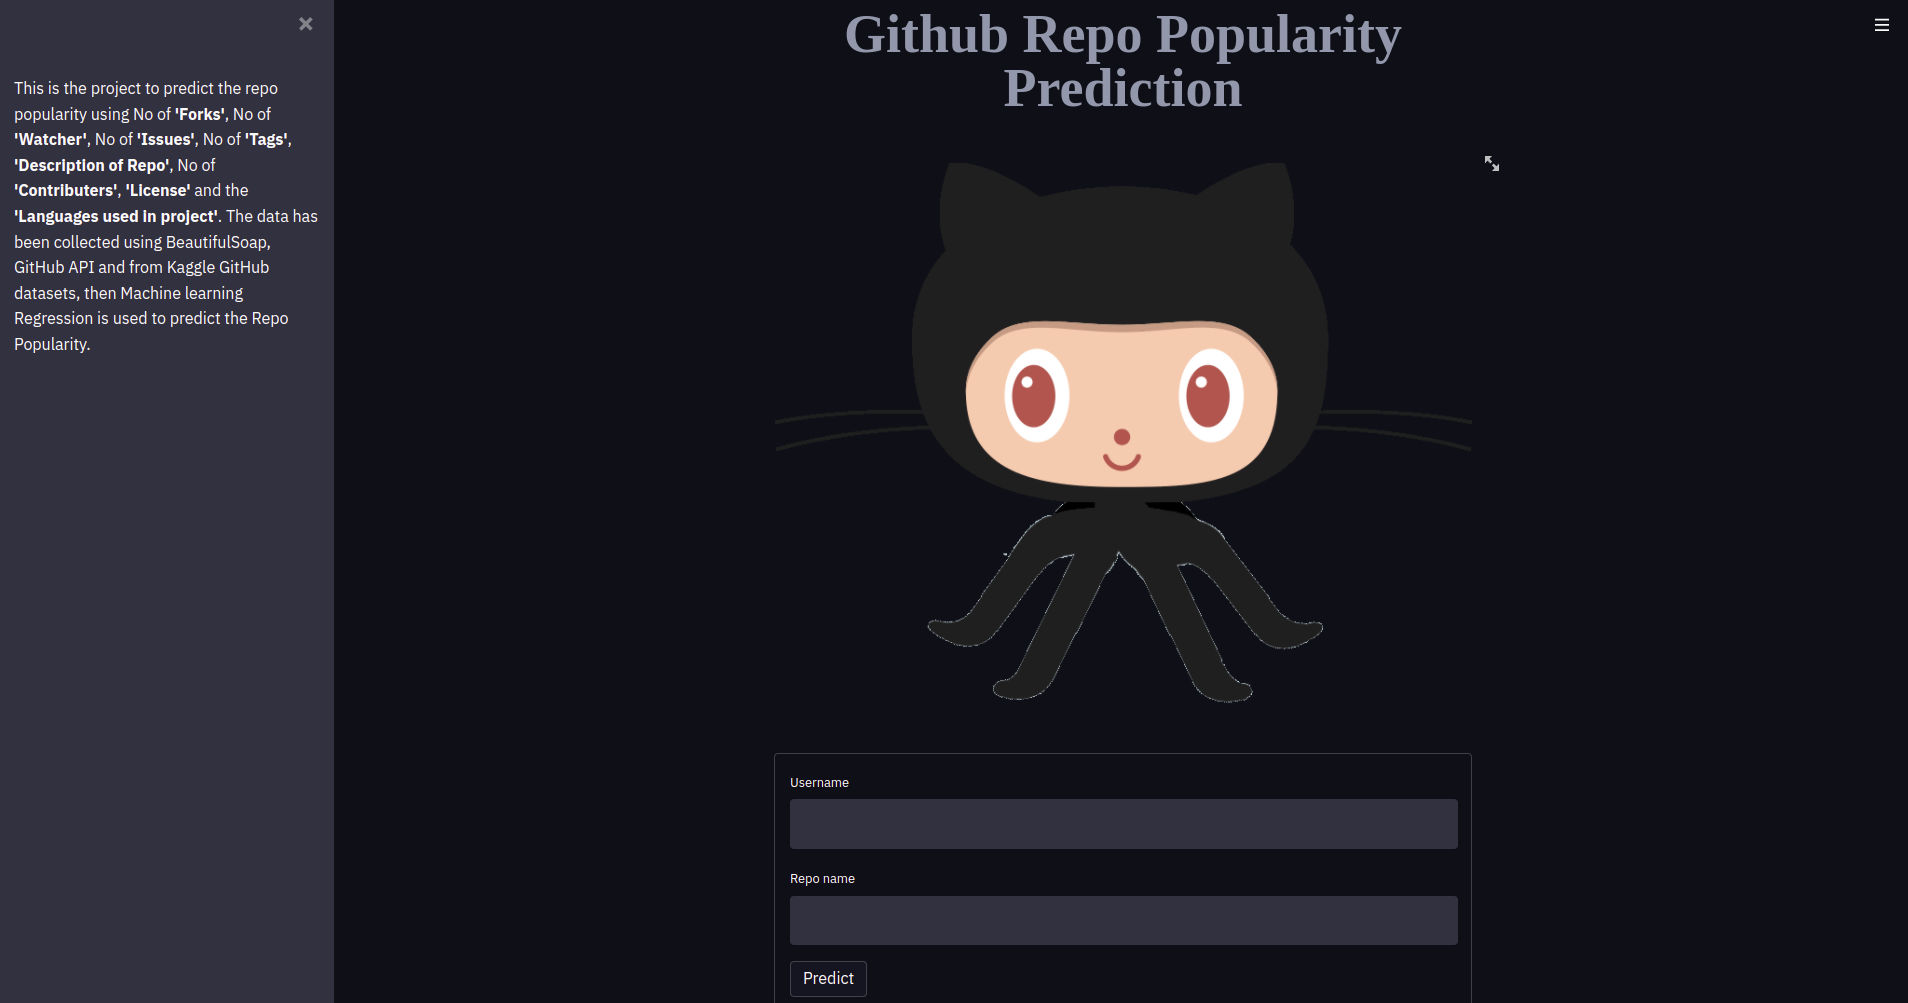 This is the project to predict the repo
popularity using No of 'Forks', No of
'Watcher', No of 'Issues', No of 'Tags',
'Description of Repo', No of
'Contributers', 'License' and the
'Languages used in project'. The data has
been collected using BeautifulSoap,
GitHub API and from Kaggle GitHub
datasets, then Machine learning
Regression is used to predict the Repo
Popularity.
Github Repo Popularity
Prediction
Username
Repo name
Predict